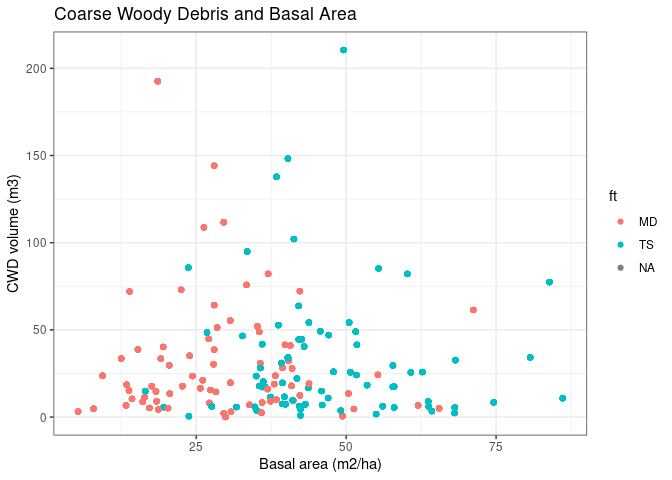 Coarse Woody Debris and Basal Area
200
150
100
50
0
25
50
75
Basal area (m2/ha)
CWD volume (m3)
ft
MD
TS
NA